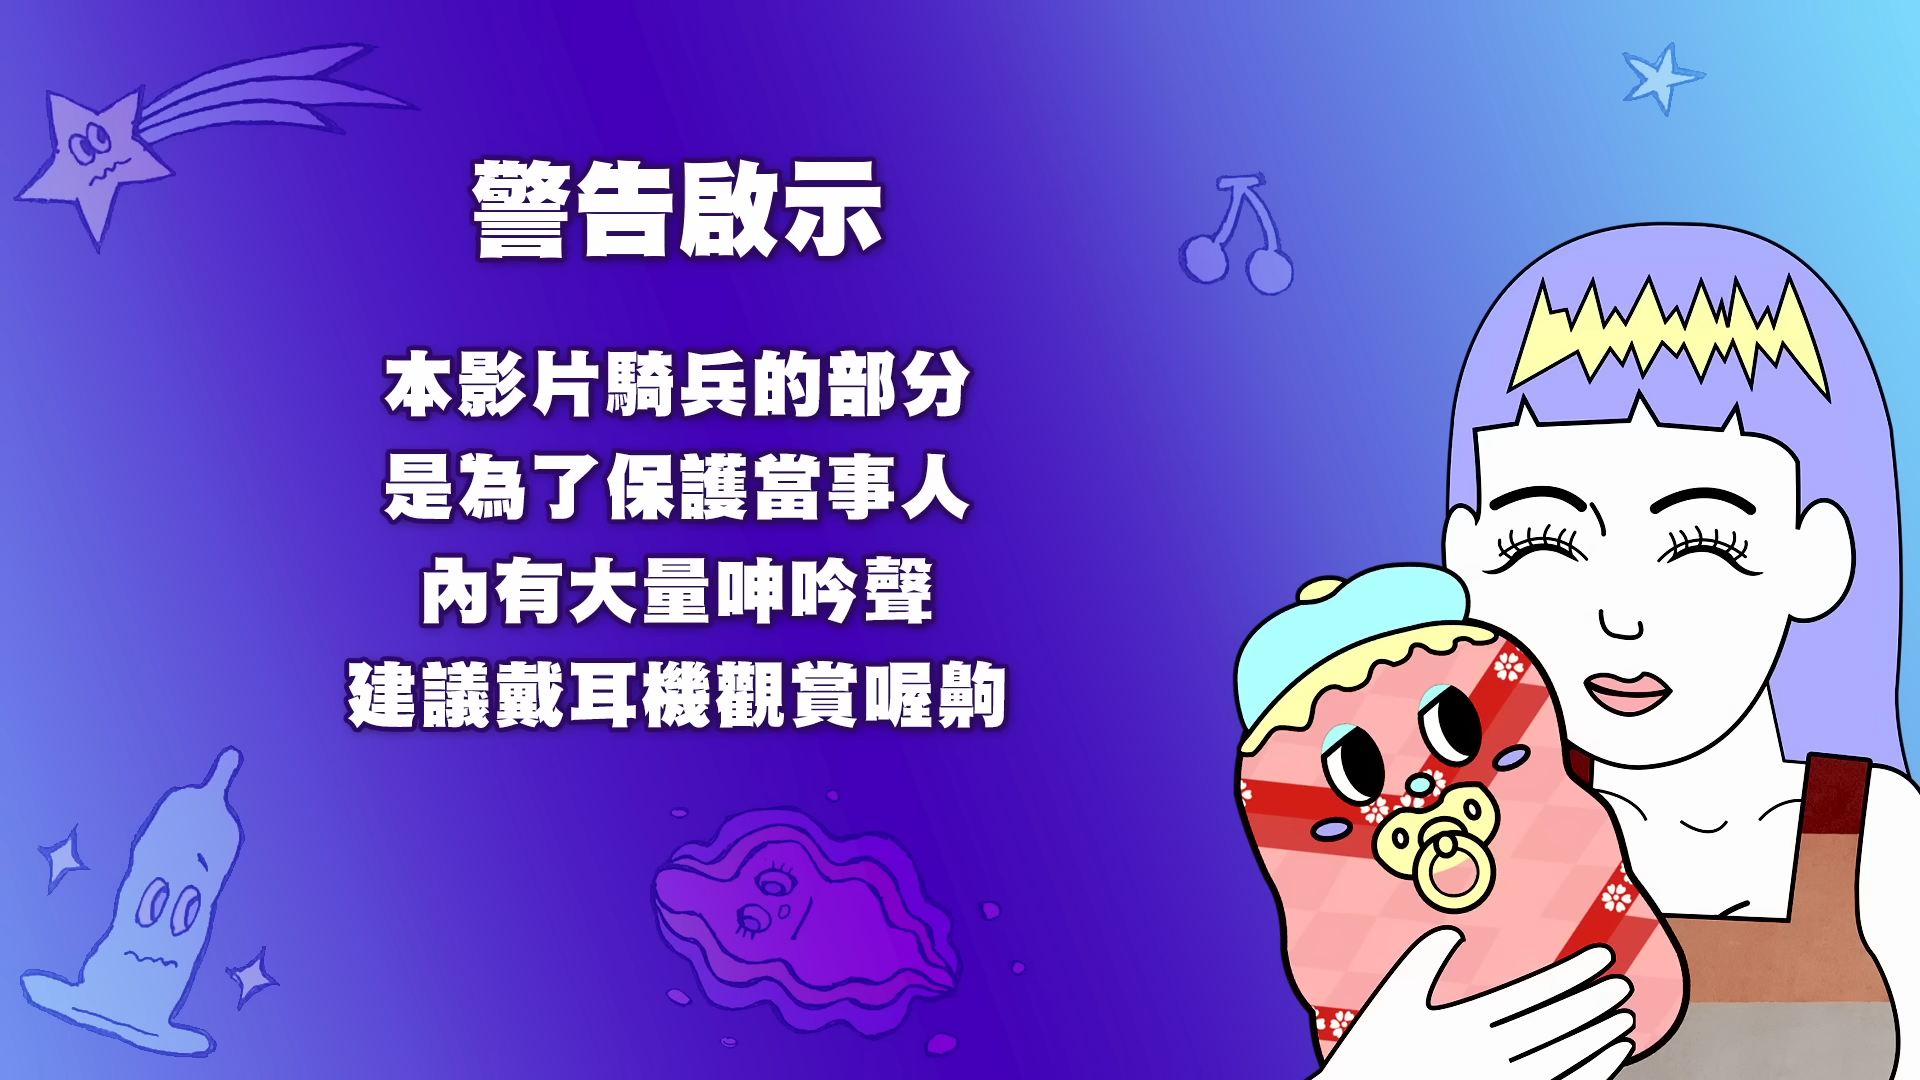 警告啟示
本影片騎兵的部分
是為了保護當事人
內有大量呻吟聲
建議戴耳機觀賞喔齁